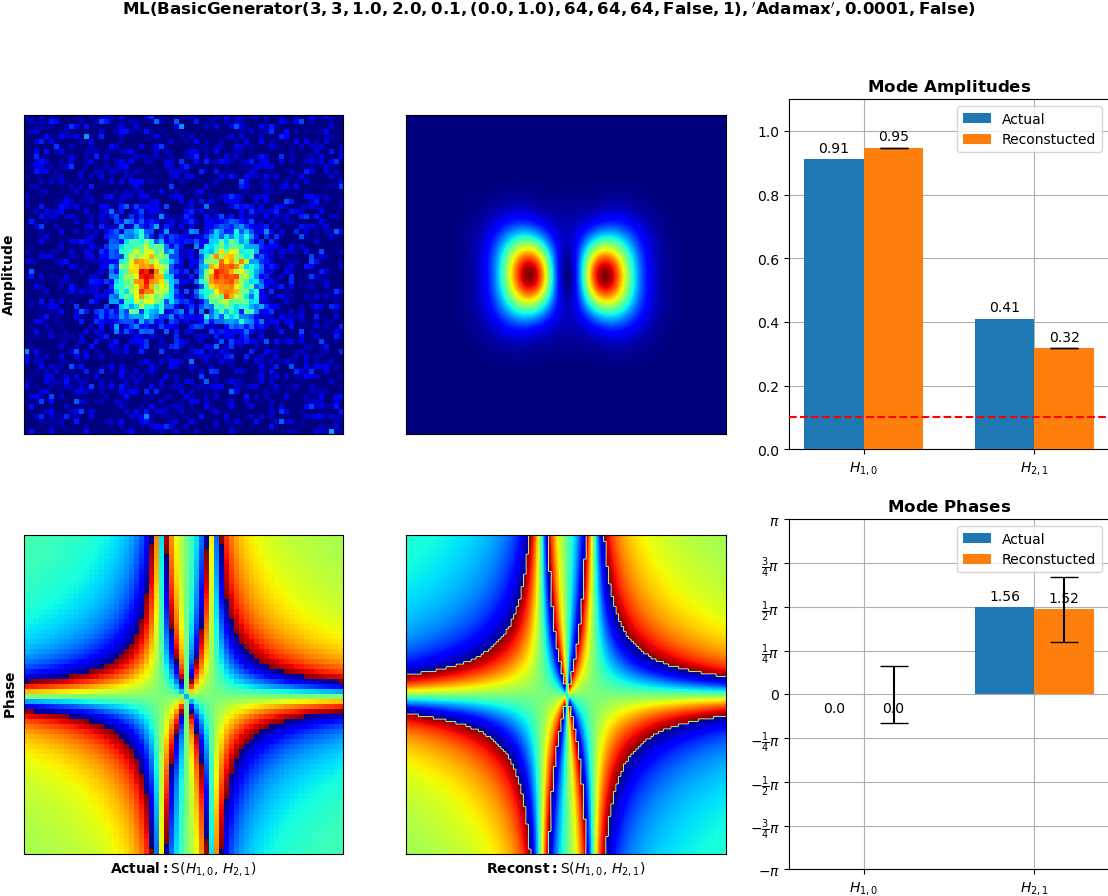 ML(BasicGenerator(3, 3, 1.0, 2.0, 0.1, (0.0, 1.0), 64, 64, 64, False, 1), ′Adamax′, 0.0001, False)
Amplitude
Mode Amplitudes
Actual
Reconstucted
1.0
0.8
0.6
0.4
0.2
0.0
0.91
0.95
0.41
0.32
H1, 0
H2, 1
Phase
Actual: S(H1, 0, H2, 1)
Reconst: S(H1, 0, H2, 1)
Mode Phases
Actual
Reconstucted
π
3/4π
1/2π
1/4π
0
−1/4π
−1/2π
−3/4π
−π
0.0
0.0
1.56
1.52
H1, 0
H2, 1